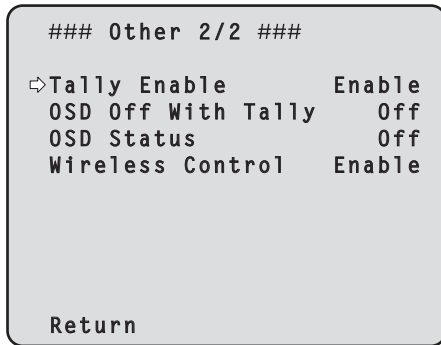 ### Other 2/2 ###
⇨Tally Enable Enable
OSD Off With Tally Off
OSD Status Off
Wireless Control Enable
Return